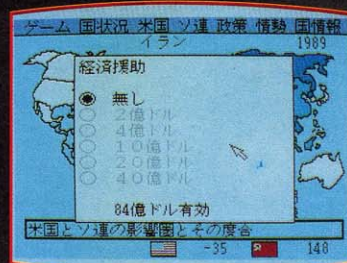 ゲーム 国状況 米国 ソ連 政策 情勢 国情報
イラン 1989
経済援助
無し
2億ドル
4億ドル
10億ドル
20億ドル
40億ドル
84億ドル有効
米国とソ連の影響圏とその度合
-35 148